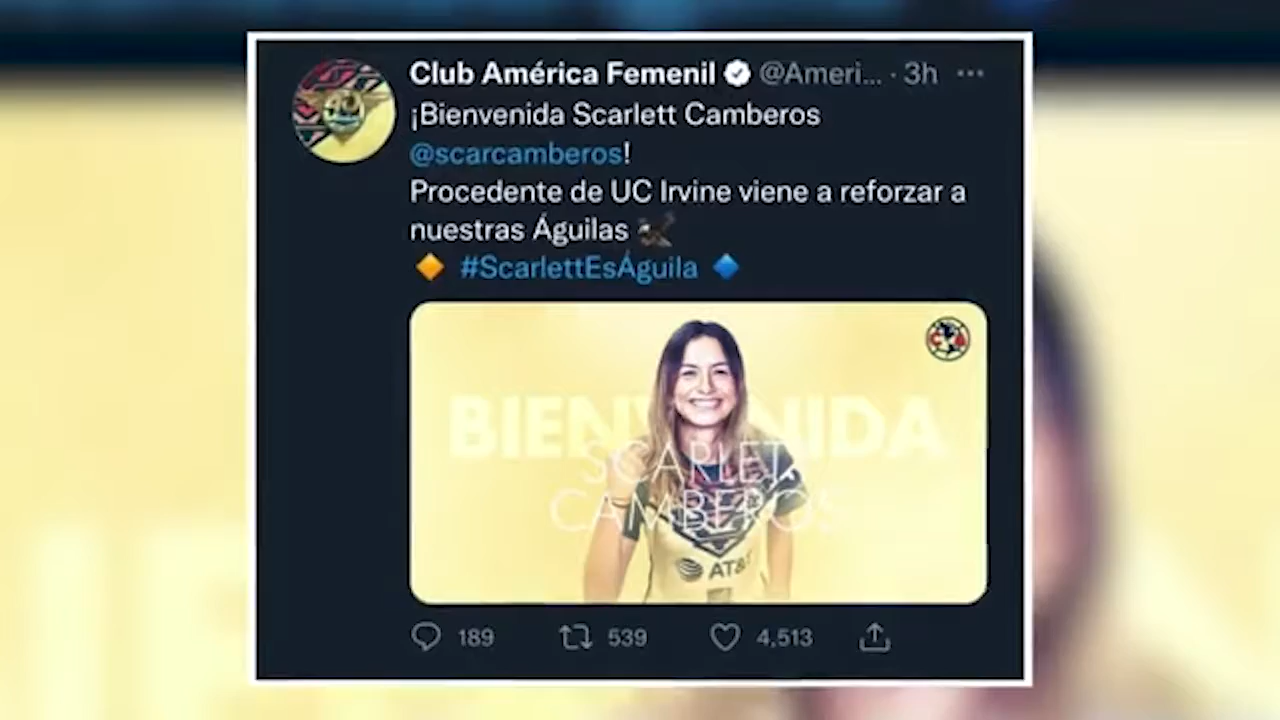 Club América Femenil @Ameri... · 3h ...
¡Bienvenida Scarlett Camberos
@scarcamberos!
Procedente de UC Irvine viene a reforzar a
nuestras Águilas
#ScarlettEsÁguila
BIENVENIDA
SCARLETT
CAMBEROS
AT&T
189 539 4,513